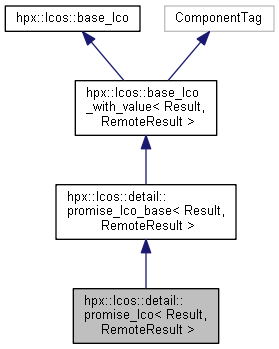 hpx::lcos::base_lco
ComponentTag
hpx::lcos::base_lco
_with_value< Result,
RemoteResult >
hpx::lcos::detail::
promise_lco_base< Result,
RemoteResult >
hpx::lcos::detail::
promise_lco< Result,
RemoteResult >